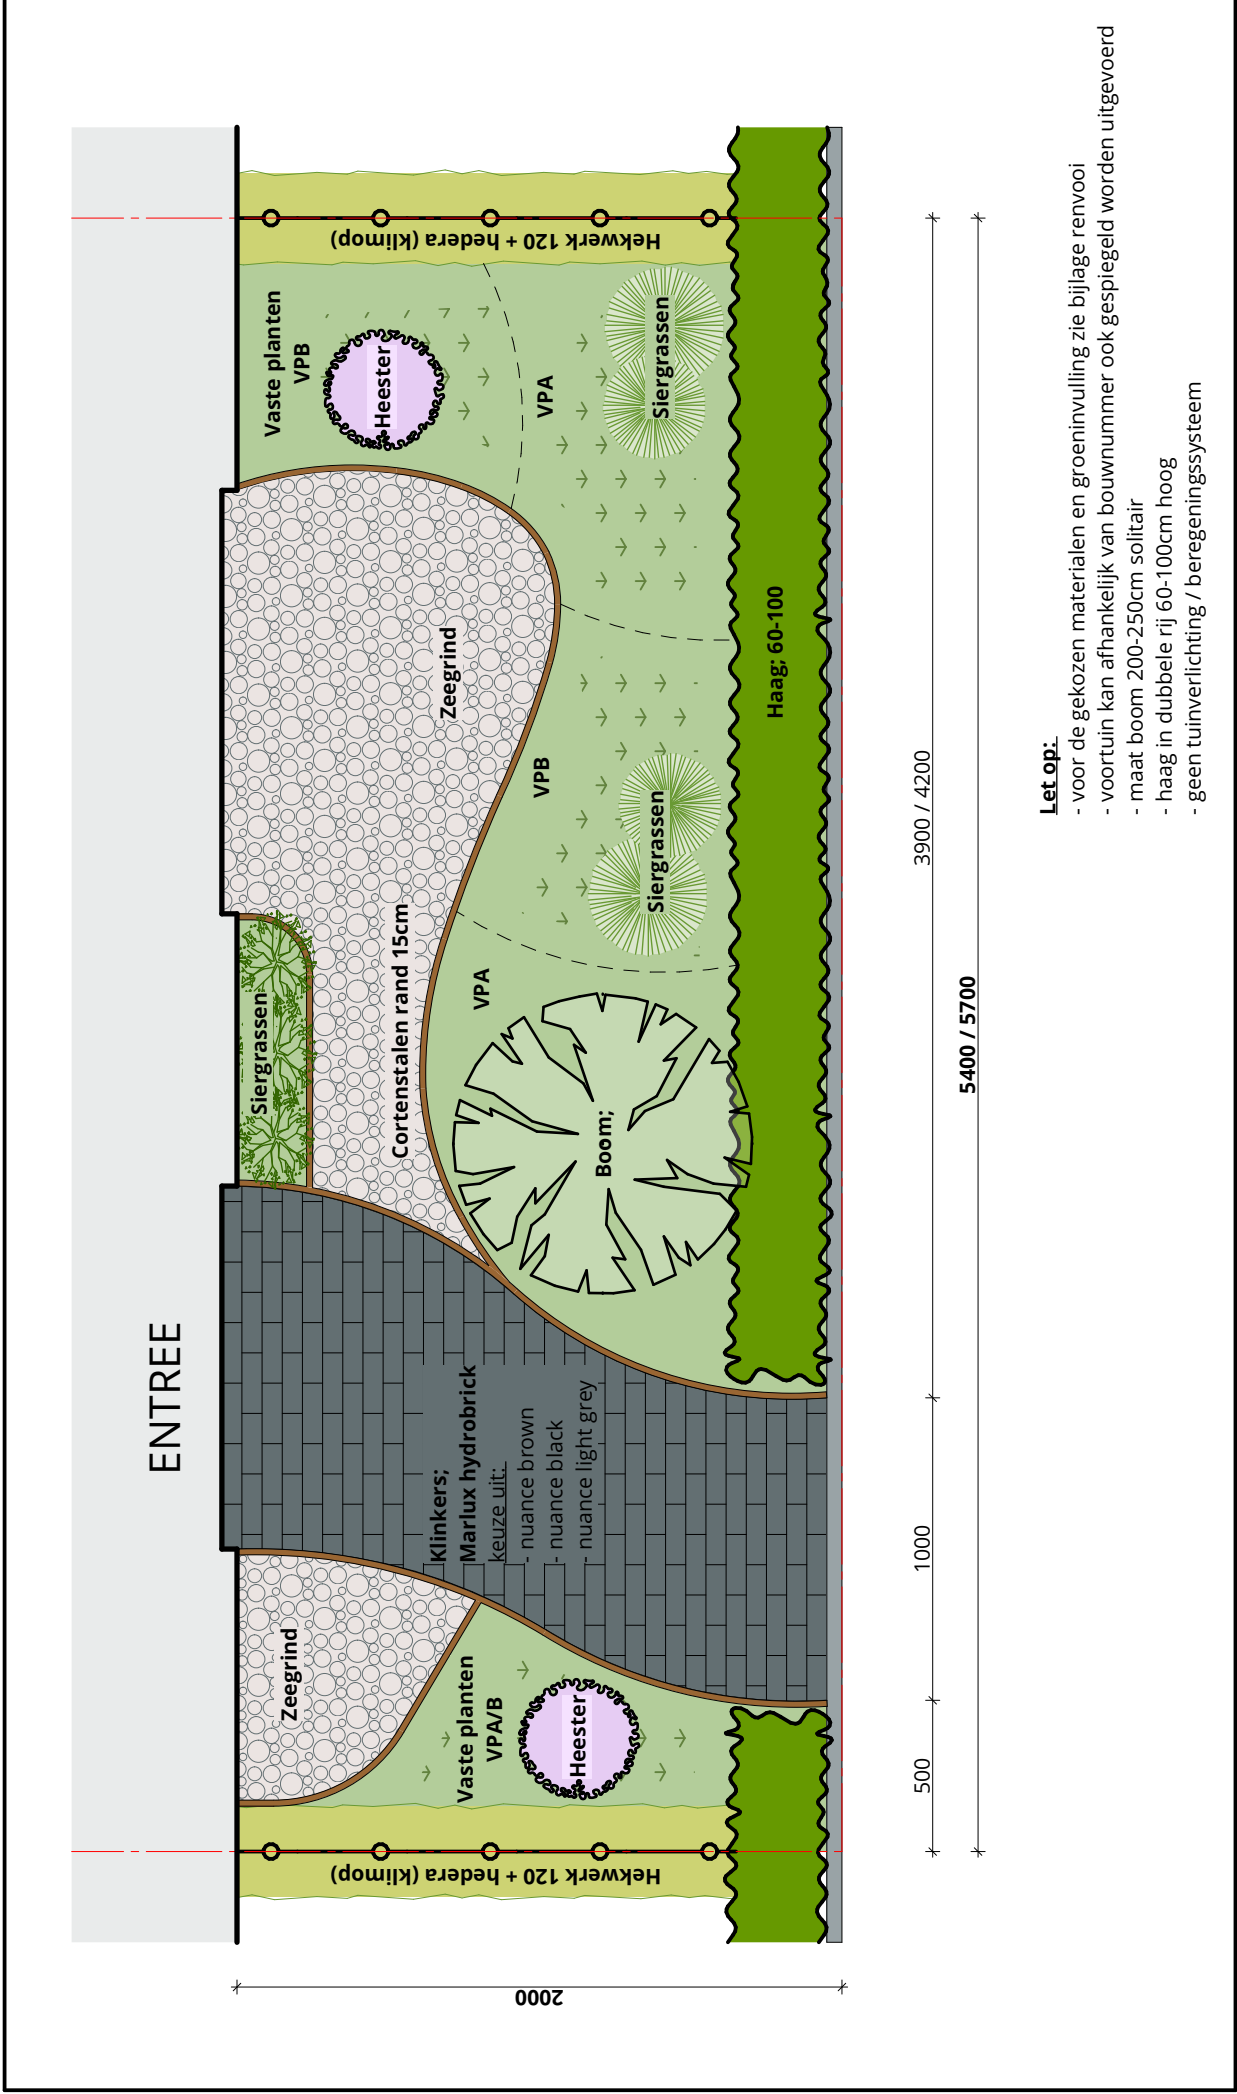 ENTREE
Hekwerk 120 + hedera (klimop)
Zeegrind
Vaste planten
VPA/B
Heester
Klinkers;
Marlux hydrobrick
keuze uit:
- nuance brown
- nuance black
- nuance light grey
Siergrassen
Cortenstalen rand 15cm
Boom;
VPA
Zeegrind
VPB
Siergrassen
Vaste planten
VPB
Heester
VPA
Siergrassen
Hekwerk 120 + hedera (klimop)
Haag; 60-100
2000
500
1000
3900 / 4200
5400 / 5700
Let op:
- voor de gekozen materialen en groeninvulling zie bijlage renvooi
- voortuin kan afhankelijk van bouwnummer ook gespiegeld worden uitgevoerd
- maat boom 200-250cm solitair
- haag in dubbele rij 60-100cm hoog
- geen tuinverlichting / beregeningssysteem